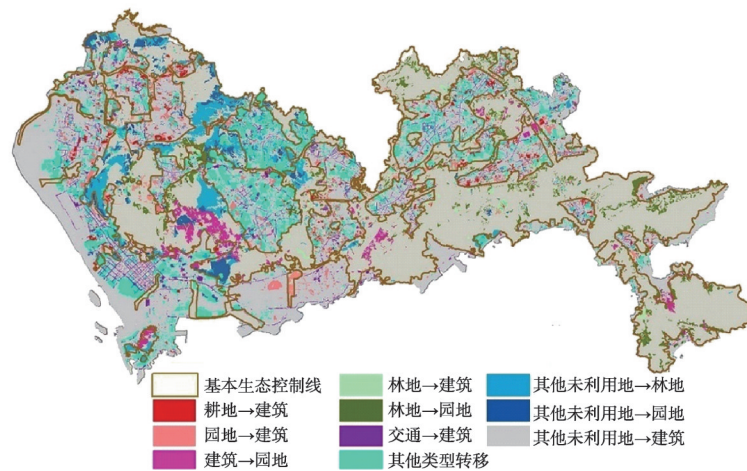 基本生态控制线
林地→建筑
其他未利用地→林地
耕地→建筑
林地→园地
其他未利用地→园地
园地→建筑
交通→建筑
其他未利用地→建筑
建筑→园地
其他类型转移